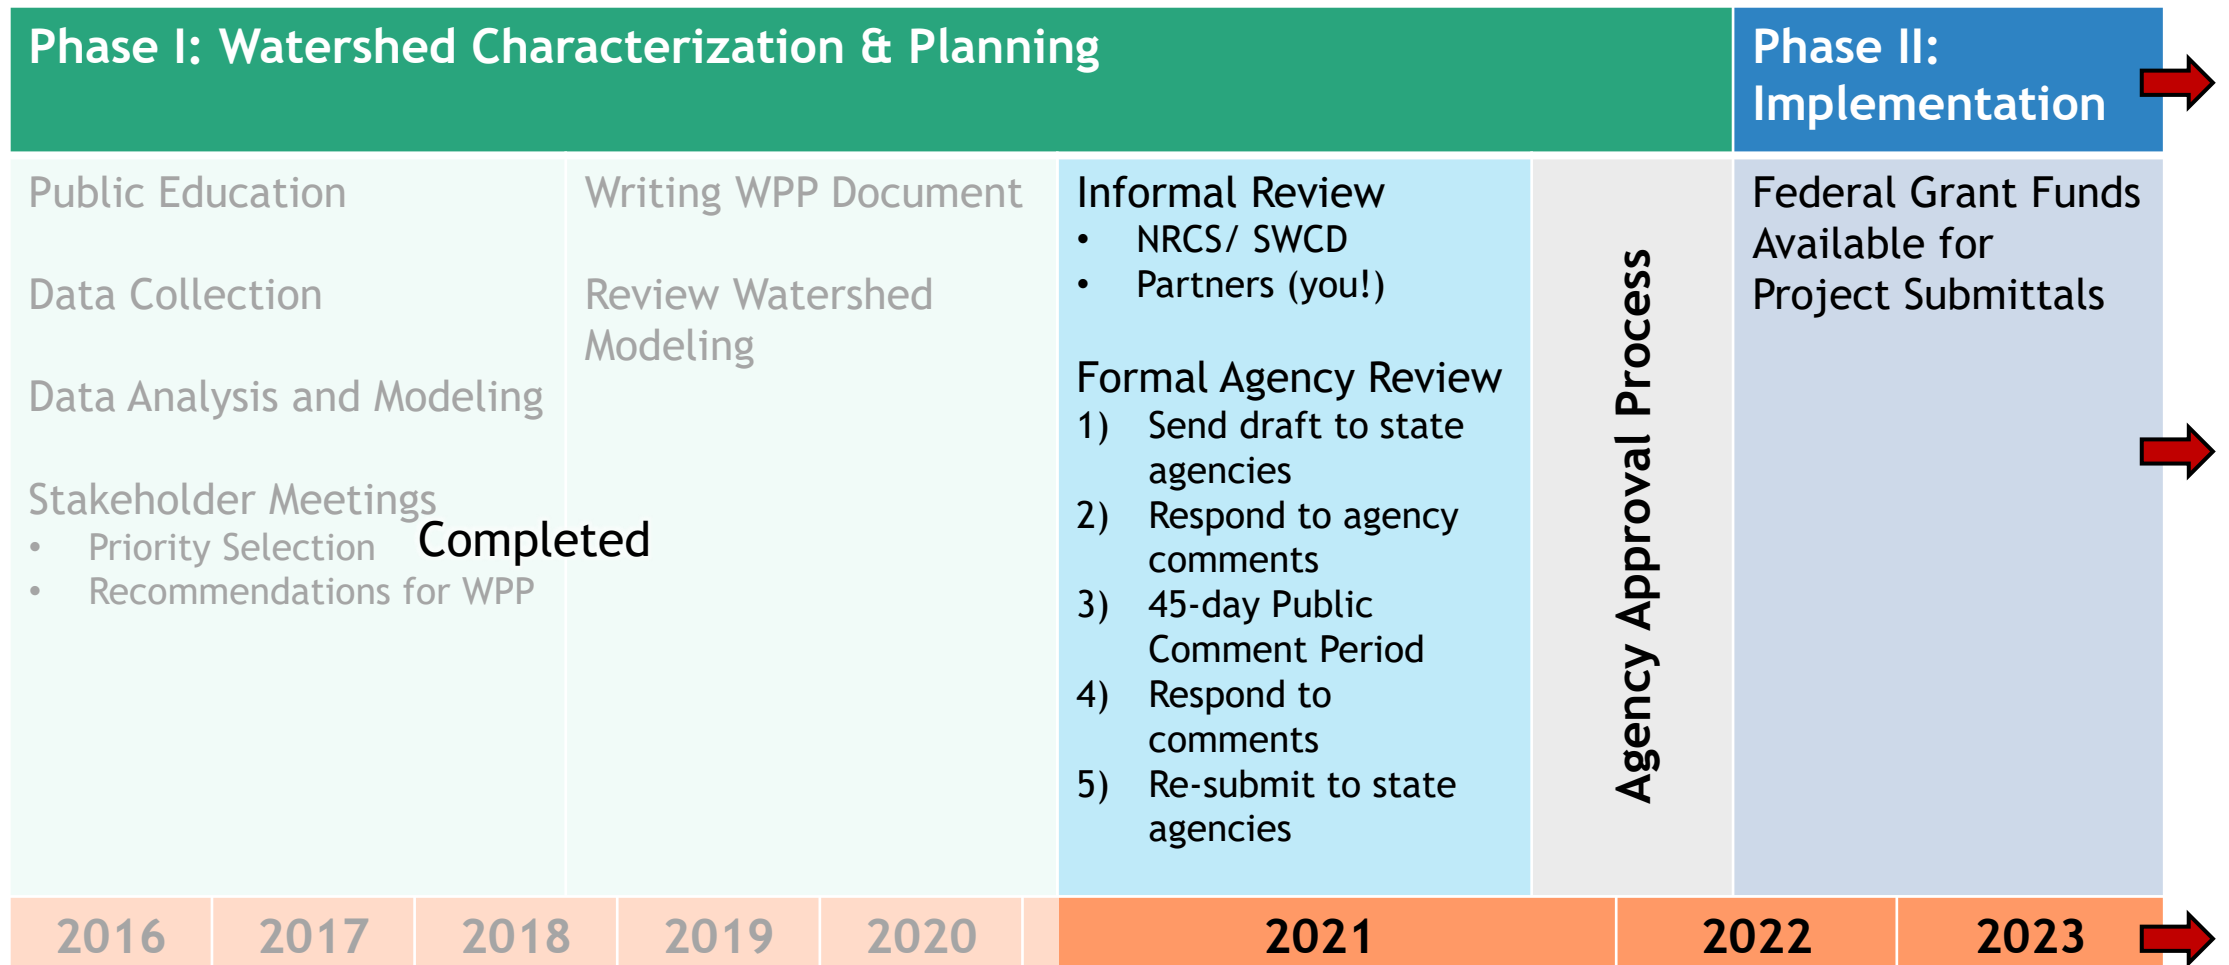 Phase I: Watershed Characterization & Planning
Phase II:
Implementation
Public Education
Data Collection
Data Analysis and Modeling
Stakeholder Meetings
• Priority Selection
• Recommendations for WPP
Completed
Writing WPP Document
Review Watershed
Modeling
Informal Review
• NRCS/ SWCD
• Partners (you!)
Formal Agency Review
1) Send draft to state
agencies
2) Respond to agency
comments
3) 45-day Public
Comment Period
4) Respond to
comments
5) Re-submit to state
agencies
Agency Approval Process
Federal Grant Funds
Available for
Project Submittals
2016 2017 2018 2019 2020 2021 2022 2023